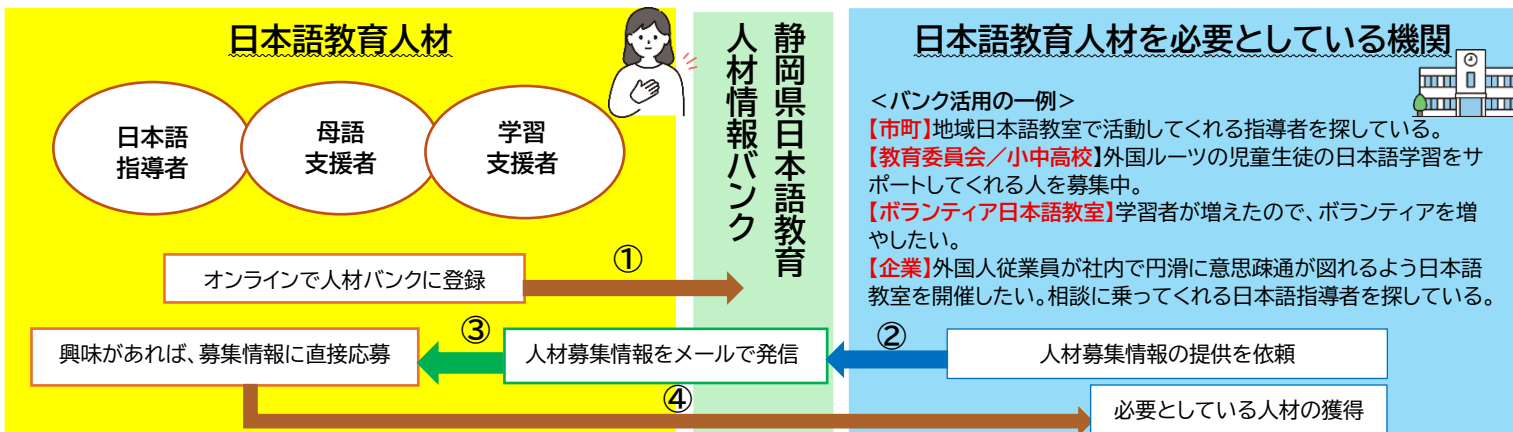 日本語教育人材
日本語
指導者
母語
支援者
学習
支援者
静岡県日本語教育
人材情報バンク
日本語教育人材を必要としている機関
＜バンク活用の一例＞
【市町】地域日本語教室で活動してくれる指導者を探している。
【教育委員会／小中高校】外国ルーツの児童生徒の日本語学習をサ
ポートしてくれる人を募集中。
【ボランティア日本語教室】学習者が増えたので、ボランティアを増
やしたい。
【企業】外国人従業員が社内で円滑に意思疎通が図れるよう日本語
教室を開催したい。相談に乗ってくれる日本語指導者を探している。
オンラインで人材バンクに登録
①
興味があれば、募集情報に直接応募
③
人材募集情報をメールで発信
②
人材募集情報の提供を依頼
④
必要としている人材の獲得